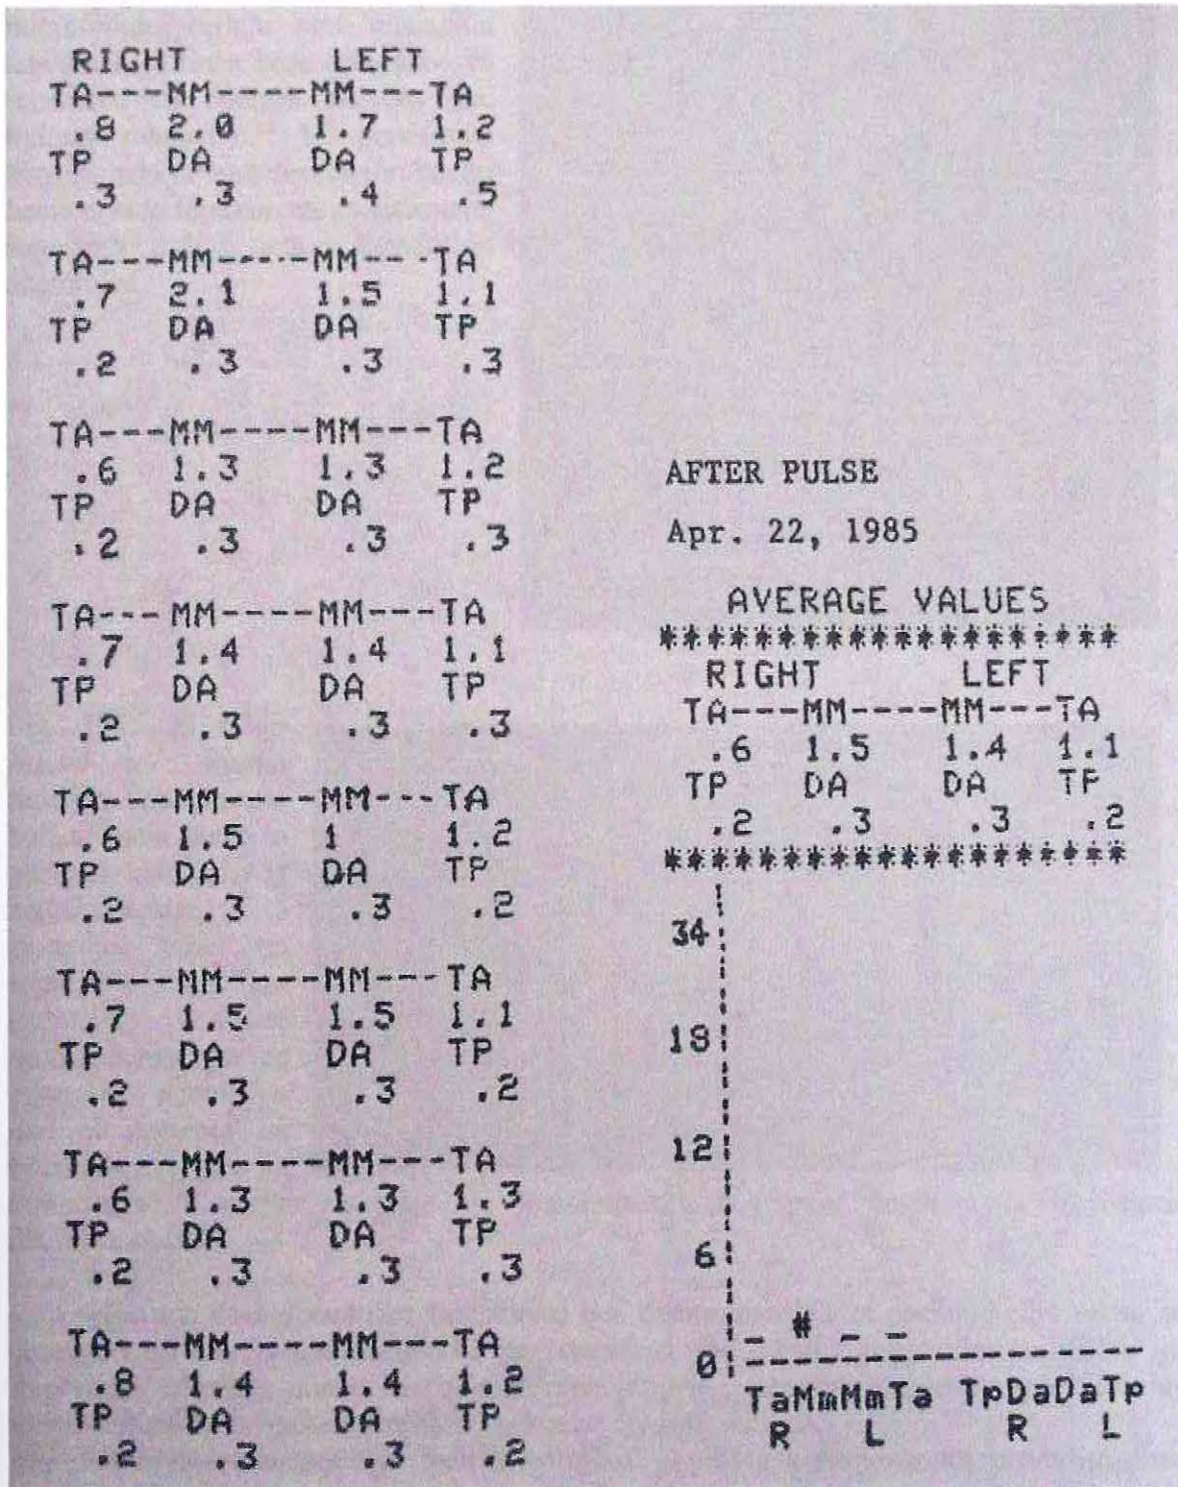 RIGHT LEFT
TA---MM----MM---TA
.8 2.0 1.7 1.2
TP DA DA TP
.3 .3 .4 .5
TA---MM-----MM-- -TA
.7 2.1 1.5 1.1
TP DA DA TP
.2 .3 .3 .3
TA---MM----MM---TA
.6 1.3 1.3 1.2
TP DA DA TP
.2 .3 .3 .3
TA---MM----MM---TA
.7 1.4 1.4 1.1
TP DA DA TP
.2 .3 .3 .3
TA---MM----MM---TA
.6 1.5 1 1.2
TP DA DA TP
.2 .3 .3 .2
TA---MM----MM---TA
.7 1.5 1.5 1.1
TP DA DA TP
.2 .3 .3 .2
TA---MM----MM---TA
.6 1.3 1.3 1.3
TP DA DA TP
.2 .3 .3 .3
TA---MM----MM---TA
.8 1.4 1.4 1.2
TP DA DA TP
.2 .3 .3 .2
AFTER PULSE
Apr. 22, 1985
AVERAGE VALUES
*******************
RIGHT LEFT
TA---MM----MM---TA
.6 1.5 1.4 1.1
TP DA DA TP
.2 .3 .3 .2
*******************
34
18
12
6
_ # _ _
0 -----------------
TaMmMmTa TpDaDaTp
R L R L